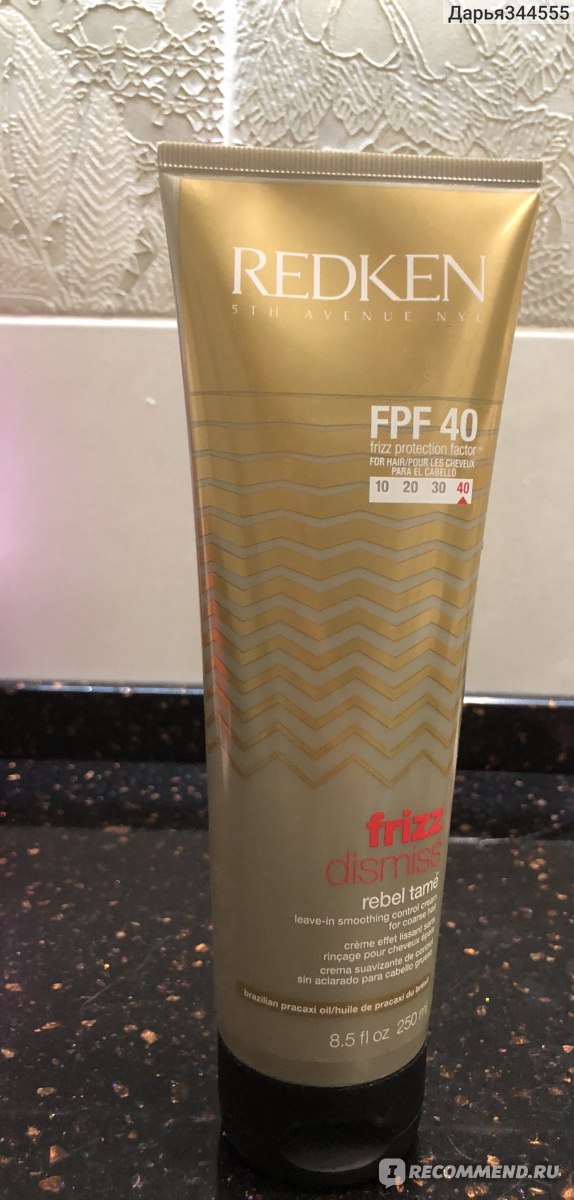 Дарья344555
REDKEN
5TH AVENUE NYC
FPF 40
frizz protection factor™
FOR HAIR/POUR LES CHEVEUX
PARA EL CABELLO
10 20 30 40
frizz
dismiss
rebel tame™
leave-in smoothing control cream
for coarse hair
crème effet lissant sans
rinçage pour cheveux épais
crema suavizante de control
sin aclarado para cabello grueso
brazilian pracaxi oil/huile de pracaxi du brésil
8.5 fl oz 250 ml
IRECOMMEND.RU